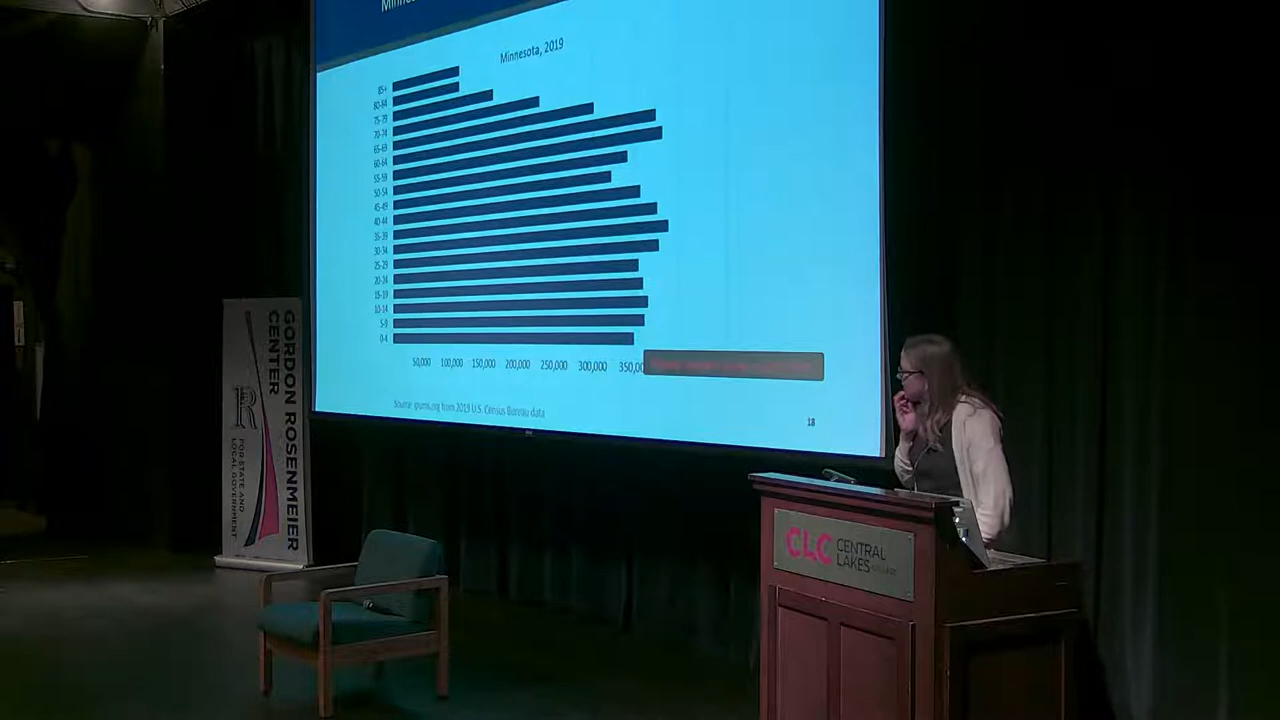 Minnes
Minnesota, 2019
85+
80-84
75-79
70-74
65-69
60-64
55-59
50-54
45-49
40-44
35-39
30-34
25-29
20-24
15-19
10-14
5-9
0-4
50,000 100,000 150,000 200,000 250,000 300,000 350,00
Source: ipums.org from 2019 U.S. Census Bureau data
18
GORDON ROSENMEIER
CENTER
R
FOR STATE AND
LOCAL GOVERNMENT
CLC CENTRAL
LAKES COLLEGE